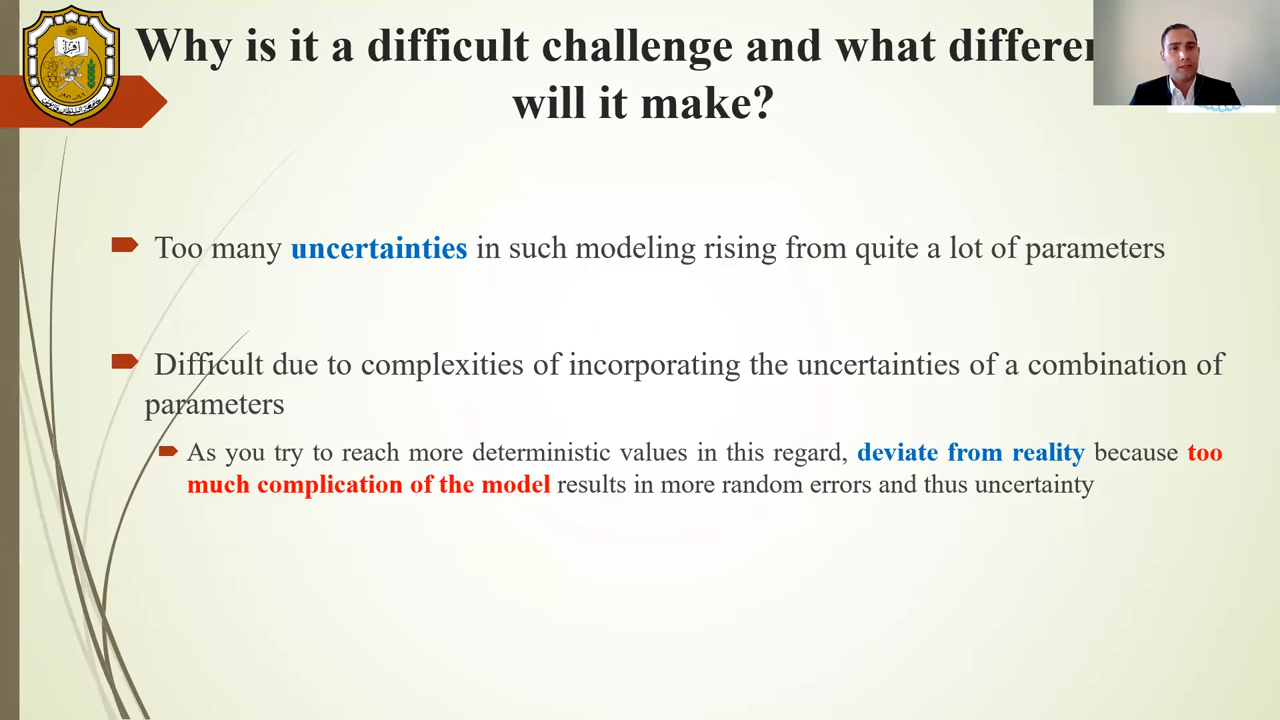 Why is it a difficult challenge and what differen
will it make?
Too many uncertainties in such modeling rising from quite a lot of parameters
Difficult due to complexities of incorporating the uncertainties of a combination of
parameters
As you try to reach more deterministic values in this regard, deviate from reality because too
much complication of the model results in more random errors and thus uncertainty